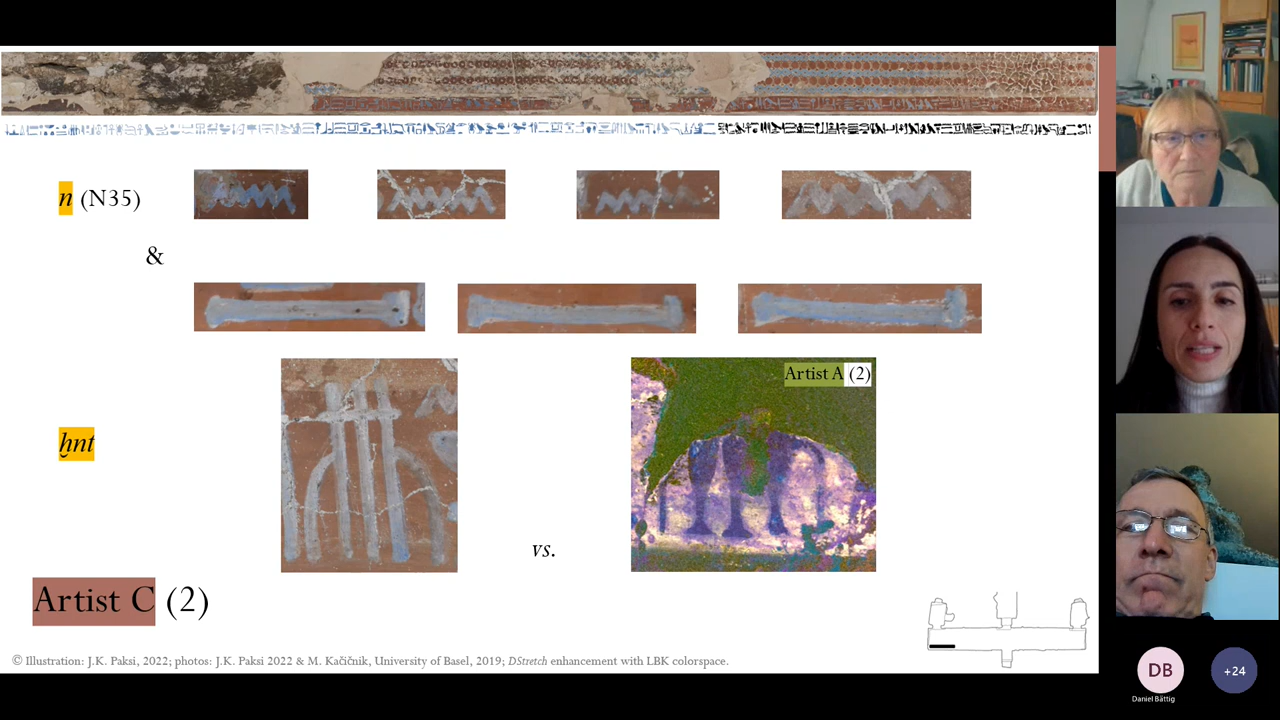 n (N35)
&
Artist A (2)
ḫnt
vs.
Artist C (2)
© Illustration: J.K. Paksi, 2022; photos: J.K. Paksi 2022 & M. Kačičnik, University of Basel, 2019; DStretch enhancement with LBK colorspace.
DB
+24
Daniel Bättig